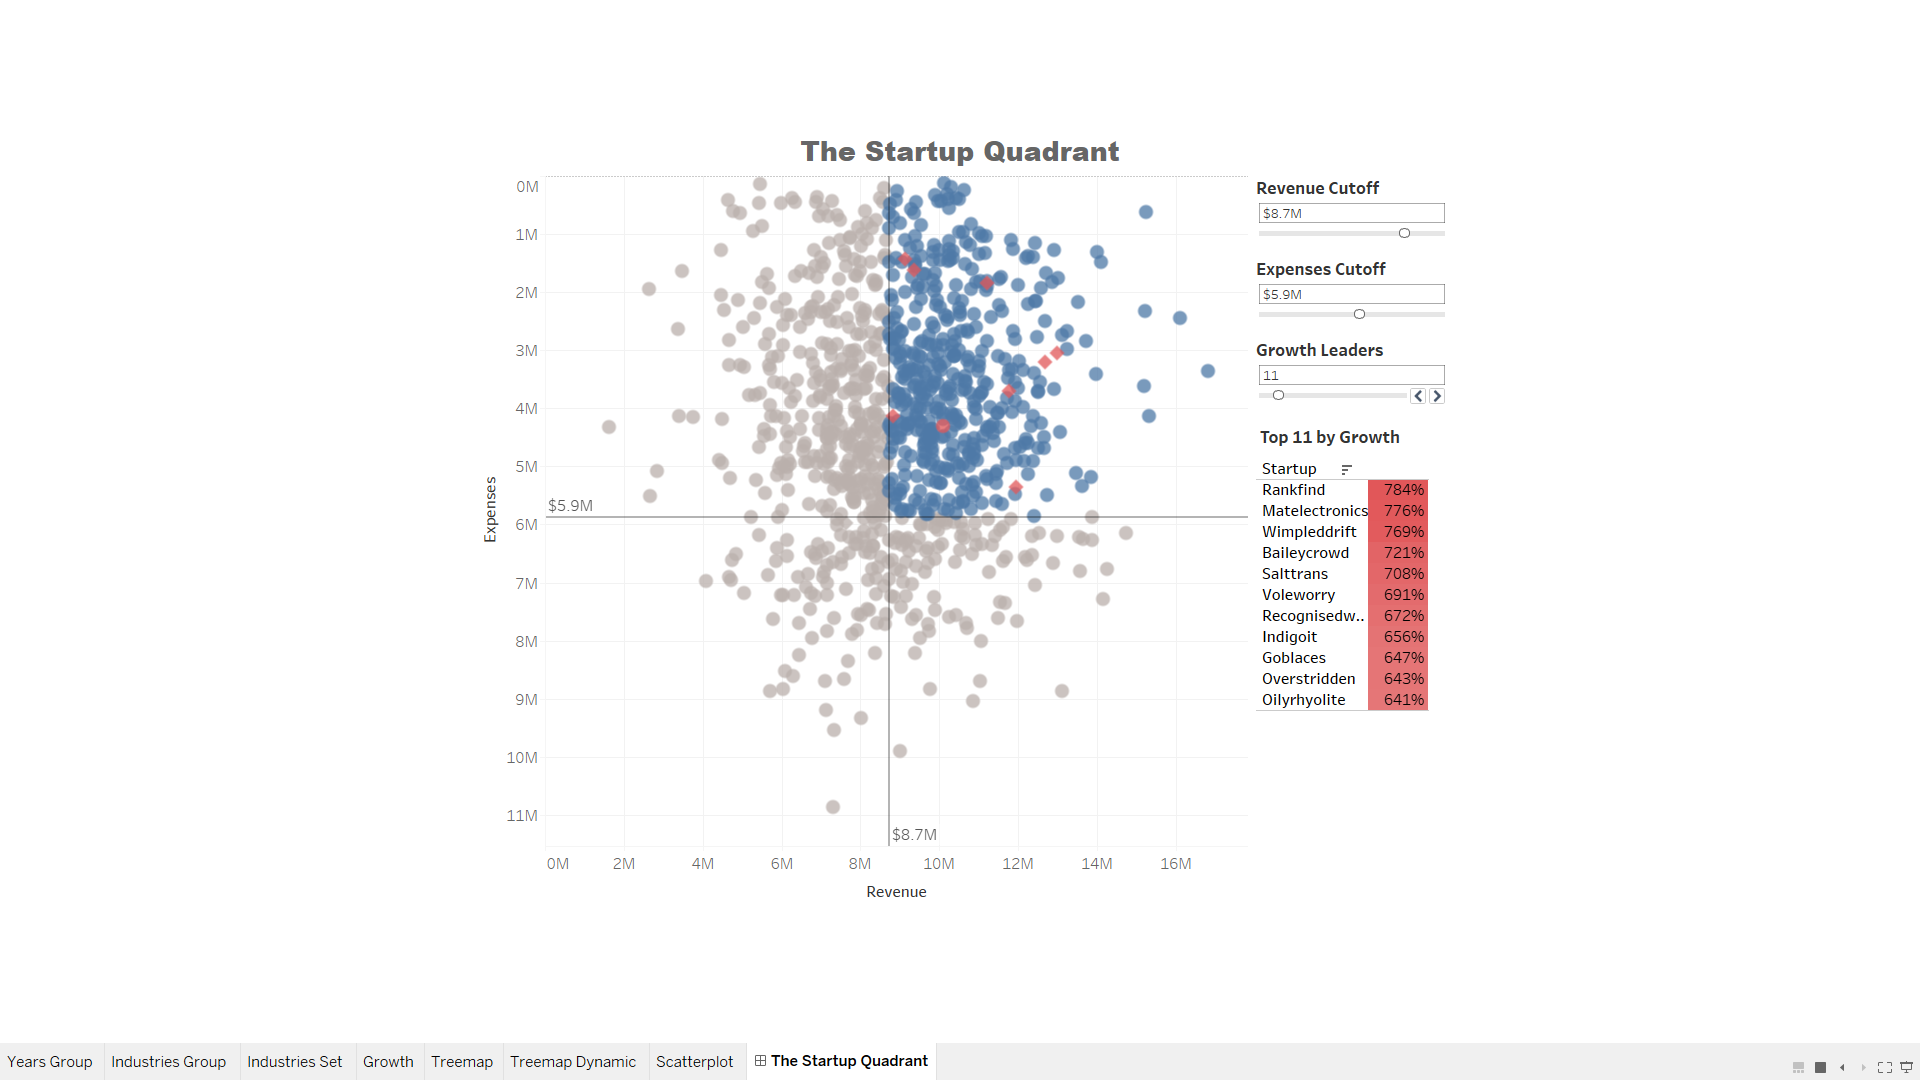 The Startup Quadrant
0M
1M
2M
3M
4M
5M
6M
7M
8M
9M
10M
11M
Expenses
$5.9M
$8.7M
0M 2M 4M 6M 8M 10M 12M 14M 16M
Revenue
Revenue Cutoff
$8.7M
Expenses Cutoff
$5.9M
Growth Leaders
11
Top 11 by Growth
Startup
Rankfind 784%
Matelectronics 776%
Wimpleddrift 769%
Baileycrowd 721%
Salttrans 708%
Voleworry 691%
Recognisedw.. 672%
Indigoit 656%
Goblaces 647%
Overstridden 643%
Oilyrhyolite 641%
Years Group Industries Group Industries Set Growth Treemap Treemap Dynamic Scatterplot The Startup Quadrant